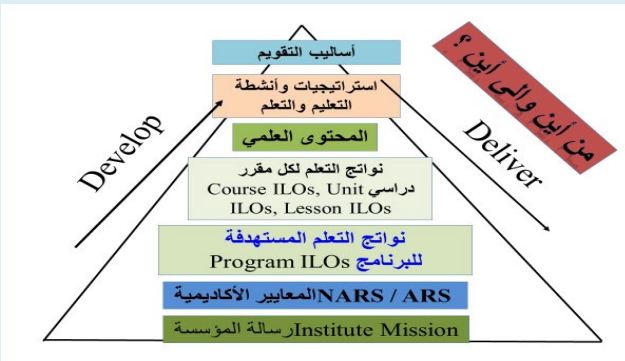 أساليب التقويم
من أين والى أين ؟
استراتيجيات وأنشطة
التعليم والتعلم
Develop
Deliver
المحتوى العلمي
نواتج التعلم لكل مقرر
دراسي Course ILOs, Unit
ILOs, Lesson ILOs
نواتج التعلم المستهدفة
للبرنامج Program ILOs
المعايير الأكاديمية NARS / ARS
رسالة المؤسسة Institute Mission